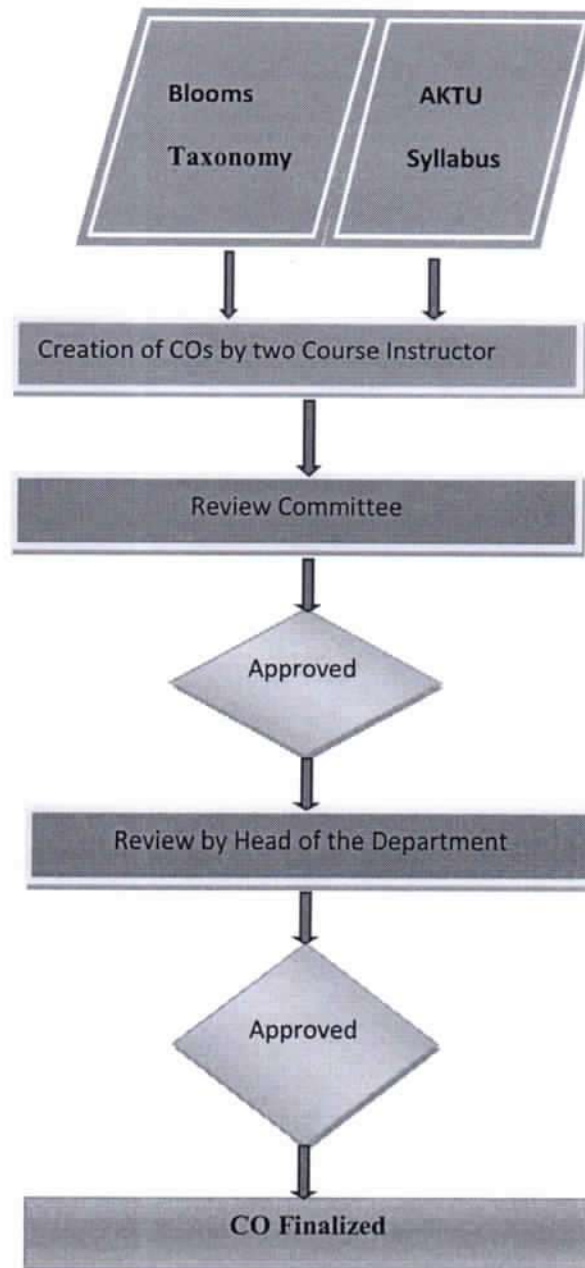 Blooms
Taxonomy
AKTU
Syllabus
Creation of COs by two Course Instructor
Review Committee
Approved
Review by Head of the Department
Approved
CO Finalized